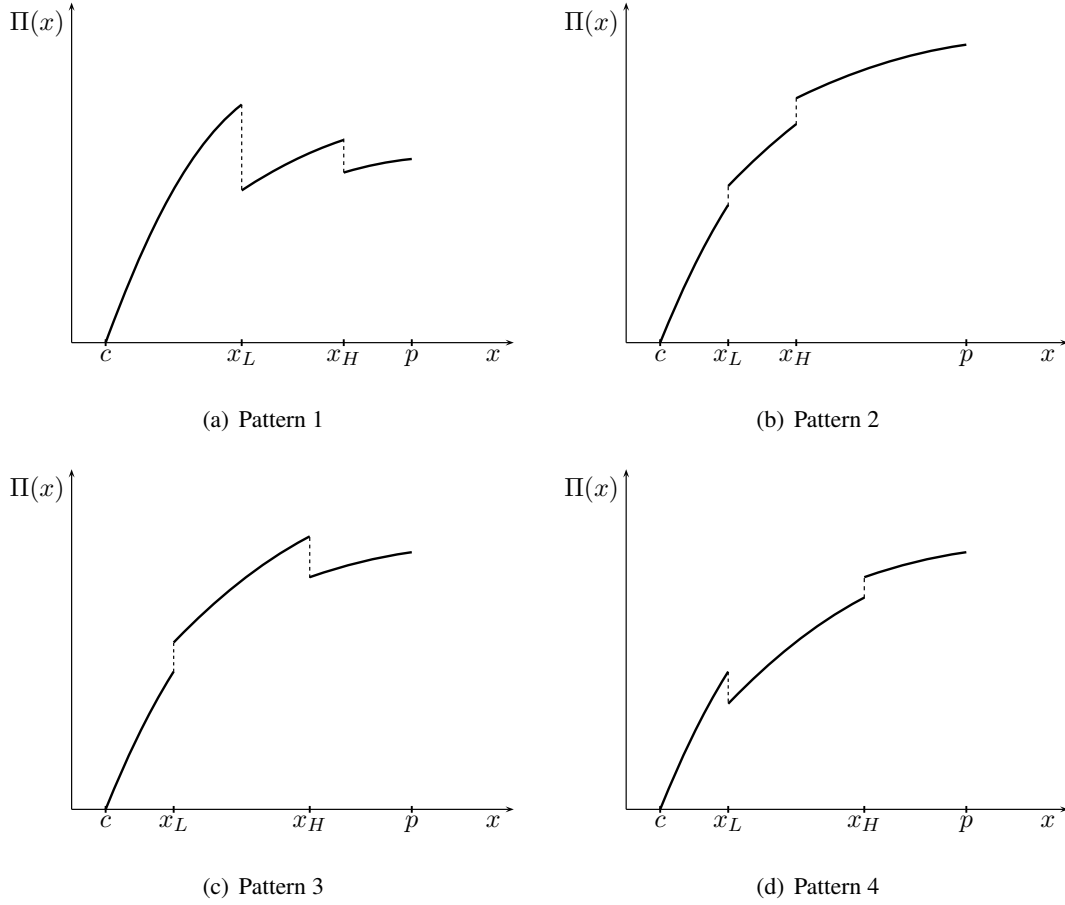 Π(x)
c x_L x_H p x
(a) Pattern 1
Π(x)
c x_L x_H p x
(b) Pattern 2
Π(x)
c x_L x_H p x
(c) Pattern 3
Π(x)
c x_L x_H p x
(d) Pattern 4